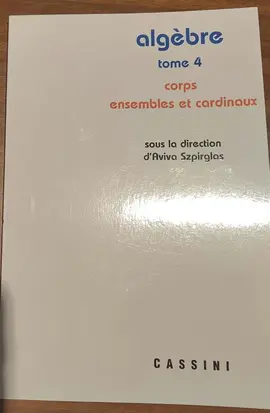 algèbre
tome 4
corps
ensembles et cardinaux
sous la direction
d'Aviva Szpirglas
CASSINI